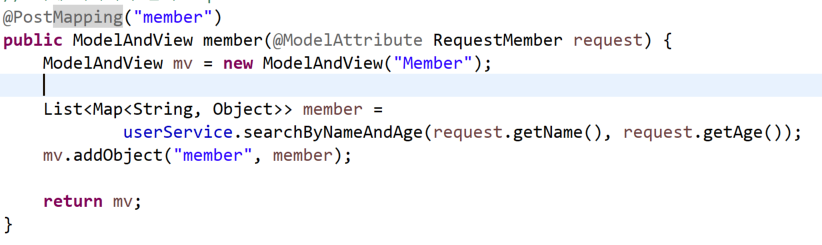 @PostMapping("member")
public ModelAndView member(@ModelAttribute RequestMember request) {
    ModelAndView mv = new ModelAndView("Member");
    List<Map<String, Object>> member =
            userService.searchByNameAndAge(request.getName(), request.getAge());
    mv.addObject("member", member);
    return mv;
}